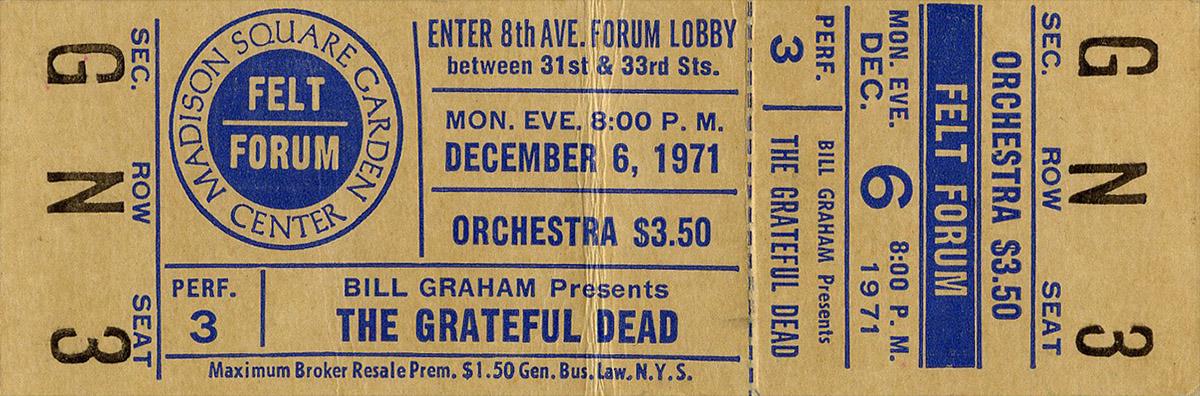 SEC. ROW SEAT
G N 3
MADISON SQUARE GARDEN CENTER
FELT
FORUM
ENTER 8th AVE. FORUM LOBBY
between 31st & 33rd Sts.
MON. EVE. 8:00 P. M.
DECEMBER 6, 1971
ORCHESTRA $3.50
PERF.
3
BILL GRAHAM Presents
THE GRATEFUL DEAD
Maximum Broker Resale Prem. $1.50 Gen. Bus. Law. N.Y.S.
PERF.
3
BILL GRAHAM Presents
THE GRATEFUL DEAD
MON. EVE. 8:00 P. M.
DEC. 6 1971
FELT FORUM
ORCHESTRA $3.50
SEC. ROW SEAT
G N 3